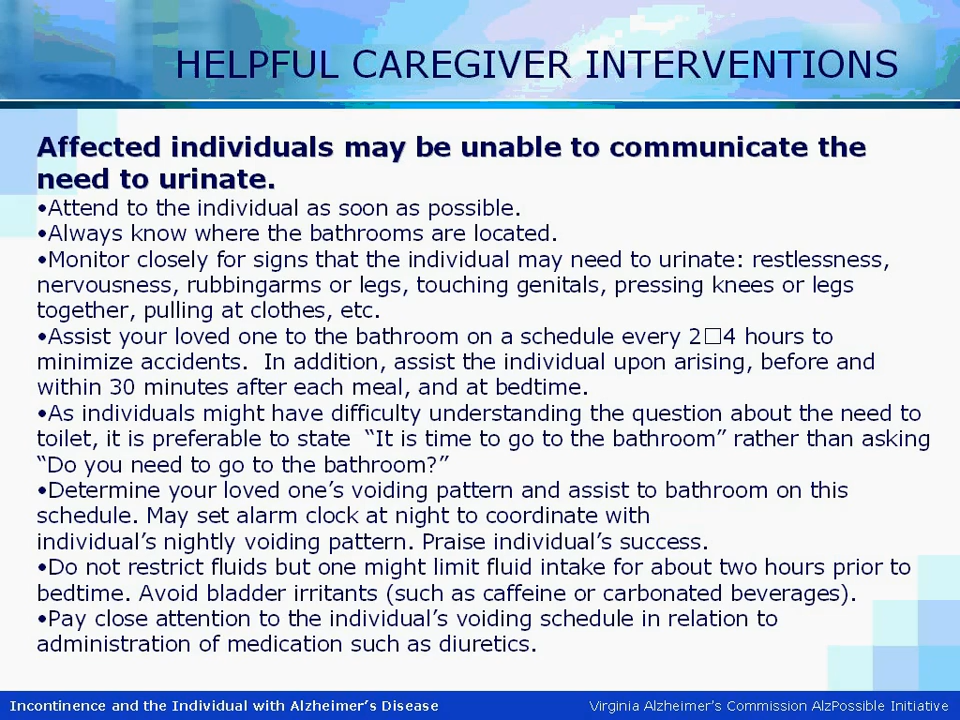 HELPFUL CAREGIVER INTERVENTIONS
Affected individuals may be unable to communicate the
need to urinate.
•Attend to the individual as soon as possible.
•Always know where the bathrooms are located.
•Monitor closely for signs that the individual may need to urinate: restlessness,
nervousness, rubbingarms or legs, touching genitals, pressing knees or legs
together, pulling at clothes, etc.
•Assist your loved one to the bathroom on a schedule every 2□4 hours to
minimize accidents.  In addition, assist the individual upon arising, before and
within 30 minutes after each meal, and at bedtime.
•As individuals might have difficulty understanding the question about the need to
toilet, it is preferable to state  “It is time to go to the bathroom” rather than asking
“Do you need to go to the bathroom?”
•Determine your loved one’s voiding pattern and assist to bathroom on this
schedule. May set alarm clock at night to coordinate with
individual’s nightly voiding pattern. Praise individual’s success.
•Do not restrict fluids but one might limit fluid intake for about two hours prior to
bedtime. Avoid bladder irritants (such as caffeine or carbonated beverages).
•Pay close attention to the individual’s voiding schedule in relation to
administration of medication such as diuretics.
Incontinence and the Individual with Alzheimer’s Disease
Virginia Alzheimer’s Commission AlzPossible Initiative